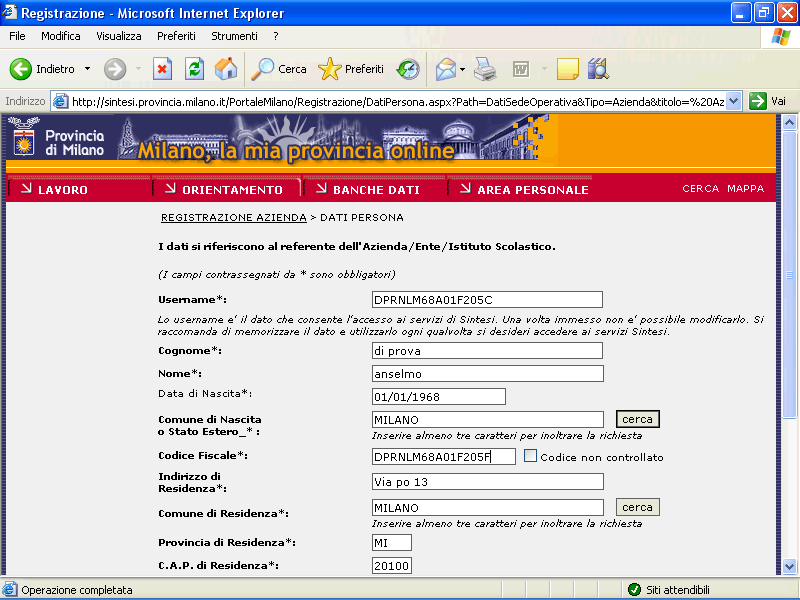 Registrazione - Microsoft Internet Explorer
File Modifica Visualizza Preferiti Strumenti ?
Indietro Cerca Preferiti
Indirizzo http://sintesi.provincia.milano.it/PortaleMilano/Registrazione/DatiPersona.aspx?Path=DatiSedeOperativa&Tipo=Azienda&titolo=%20Az Vai
Provincia
di Milano
Milano, la mia provincia online
LAVORO ORIENTAMENTO BANCHE DATI AREA PERSONALE CERCA MAPPA
REGISTRAZIONE AZIENDA > DATI PERSONA
I dati si riferiscono al referente dell'Azienda/Ente/Istituto Scolastico.
(I campi contrassegnati da * sono obbligatori)
Username*: DPRNLM68A01F205C
Lo username e' il dato che consente l'accesso ai servizi di Sintesi. Una volta immesso non e' possibile modificarlo. Si
raccomanda di memorizzare il dato e utilizzarlo ogni qualvolta si desideri accedere ai servizi Sintesi.
Cognome*: di prova
Nome*: anselmo
Data di Nascita*: 01/01/1968
Comune di Nascita
o Stato Estero_* : MILANO cerca
Inserire almeno tre caratteri per inoltrare la richiesta
Codice Fiscale*: DPRNLM68A01F205F Codice non controllato
Indirizzo di
Residenza*: Via po 13
Comune di Residenza*: MILANO cerca
Inserire almeno tre caratteri per inoltrare la richiesta
Provincia di Residenza*: MI
C.A.P. di Residenza*: 20100
Operazione completata Siti attendibili